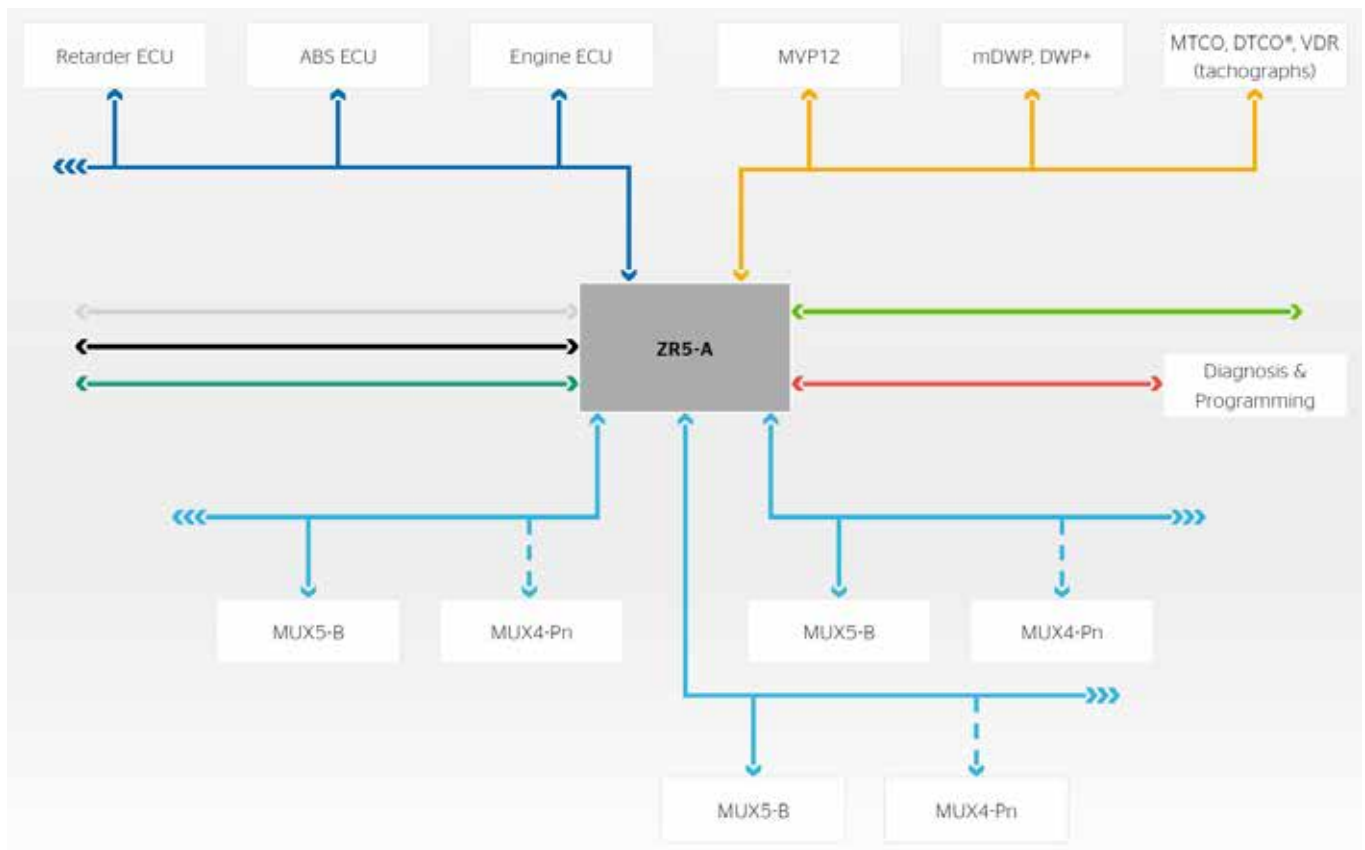 Retarder ECU
ABS ECU
Engine ECU
MVP12
mDWP, DWP+
MTCO, DTCO®, VDR
(tachographs)
ZR5-A
Diagnosis &
Programming
MUX5-B
MUX4-Pn
MUX5-B
MUX4-Pn
MUX5-B
MUX4-Pn